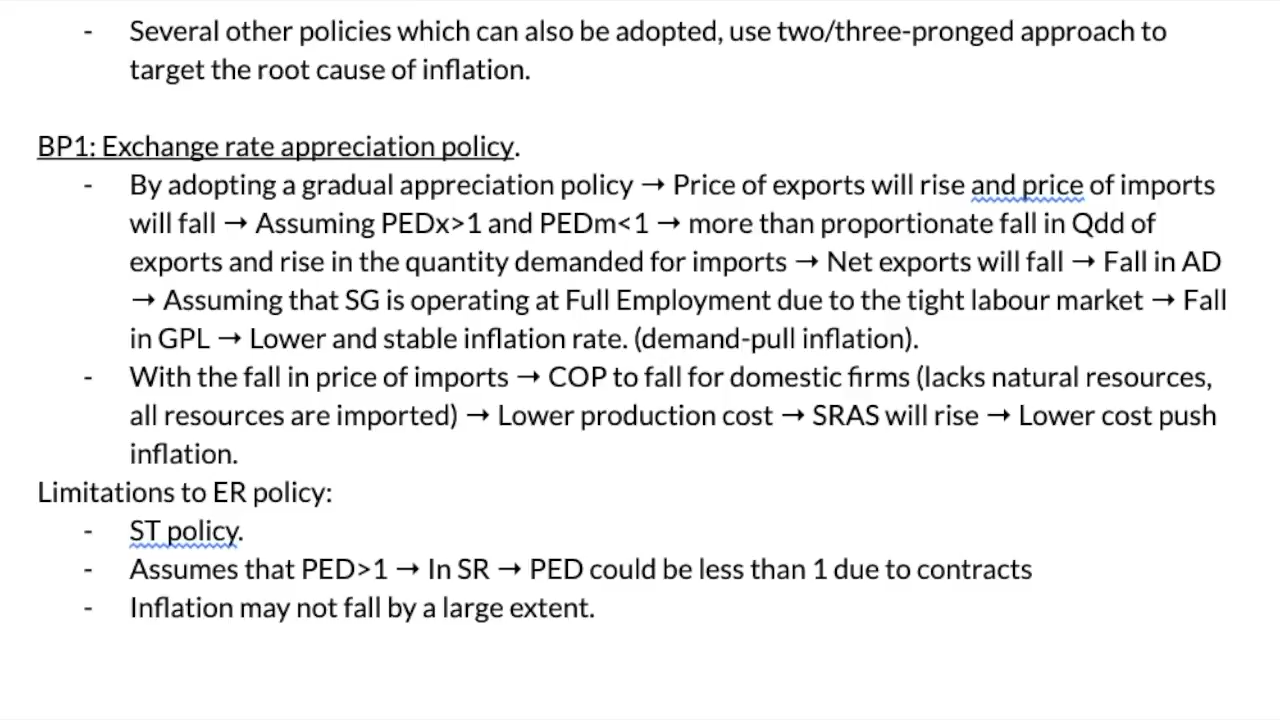 - Several other policies which can also be adopted, use two/three-pronged approach to
target the root cause of inflation.
BP1: Exchange rate appreciation policy.
- By adopting a gradual appreciation policy → Price of exports will rise and price of imports
will fall → Assuming PEDx>1 and PEDm<1 → more than proportionate fall in Qdd of
exports and rise in the quantity demanded for imports → Net exports will fall → Fall in AD
→ Assuming that SG is operating at Full Employment due to the tight labour market → Fall
in GPL → Lower and stable inflation rate. (demand-pull inflation).
- With the fall in price of imports → COP to fall for domestic firms (lacks natural resources,
all resources are imported) → Lower production cost → SRAS will rise → Lower cost push
inflation.
Limitations to ER policy:
- ST policy.
- Assumes that PED>1 → In SR → PED could be less than 1 due to contracts
- Inflation may not fall by a large extent.